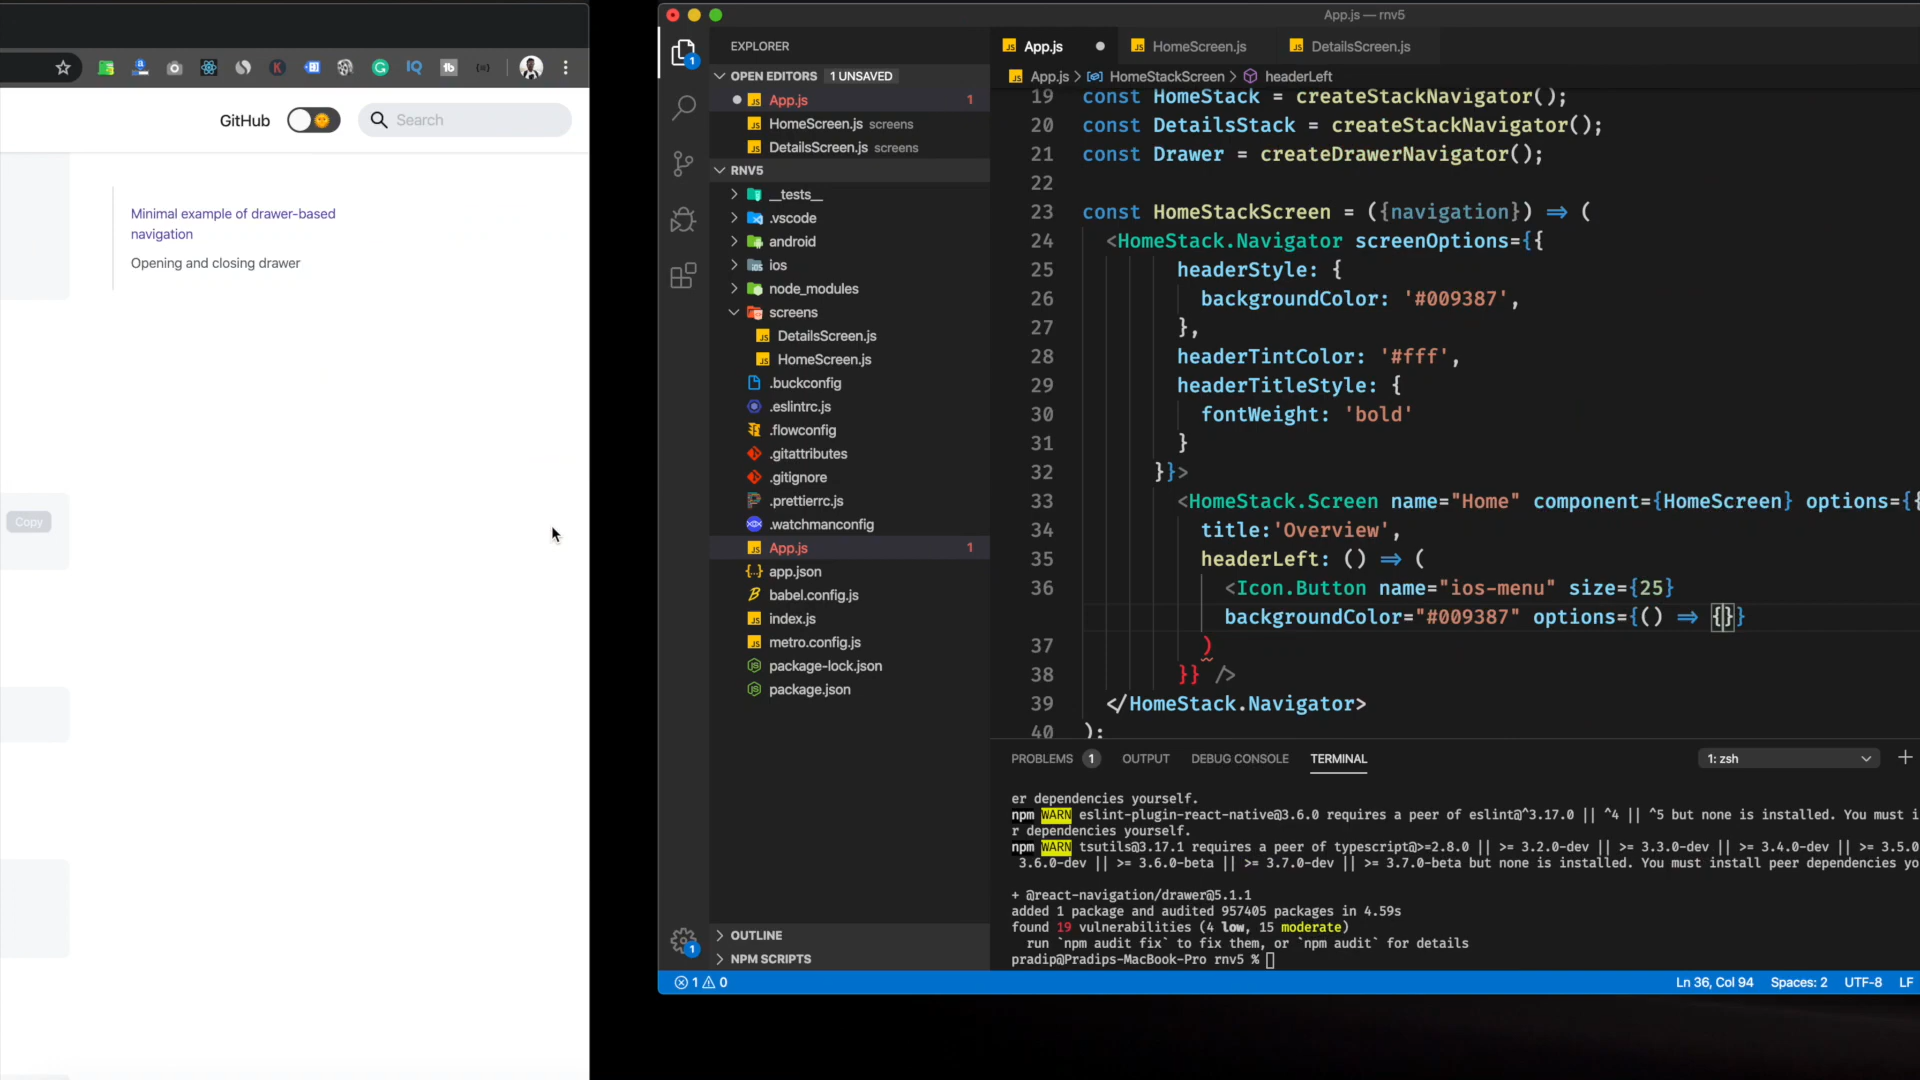 GitHub
Search
Minimal example of drawer-based
navigation
Opening and closing drawer
Copy
App.js — rnv5
EXPLORER
OPEN EDITORS 1 UNSAVED
App.js 1
HomeScreen.js screens
DetailsScreen.js screens
RNV5
__tests__
.vscode
android
ios
node_modules
screens
DetailsScreen.js
HomeScreen.js
.buckconfig
.eslintrc.js
.flowconfig
.gitattributes
.gitignore
.prettierrc.js
.watchmanconfig
App.js 1
app.json
babel.config.js
index.js
metro.config.js
package-lock.json
package.json
OUTLINE
NPM SCRIPTS
App.js HomeScreen.js DetailsScreen.js
App.js > HomeStackScreen > headerLeft
19 const HomeStack = createStackNavigator();
20 const DetailsStack = createStackNavigator();
21 const Drawer = createDrawerNavigator();
22
23 const HomeStackScreen = ({navigation}) => (
24 <HomeStack.Navigator screenOptions={{
25 headerStyle: {
26 backgroundColor: '#009387',
27 },
28 headerTintColor: '#fff',
29 headerTitleStyle: {
30 fontWeight: 'bold'
31 }
32 }}>
33 <HomeStack.Screen name="Home" component={HomeScreen} options={{
34 title:'Overview',
35 headerLeft: () => (
36 <Icon.Button name="ios-menu" size={25}
backgroundColor="#009387" options={() => {}}
37 )
38 }} />
39 </HomeStack.Navigator>
40 );
PROBLEMS 1 OUTPUT DEBUG CONSOLE TERMINAL 1: zsh
er dependencies yourself.
npm WARN eslint-plugin-react-native@3.6.0 requires a peer of eslint@^3.17.0 || ^4 || ^5 but none is installed. You must i
r dependencies yourself.
npm WARN tsutils@3.17.1 requires a peer of typescript@>=2.8.0 || >= 3.2.0-dev || >= 3.3.0-dev || >= 3.4.0-dev || >= 3.5.0
3.6.0-dev || >= 3.6.0-beta || >= 3.7.0-dev || >= 3.7.0-beta but none is installed. You must install peer dependencies yo
+ @react-navigation/drawer@5.1.1
added 1 package and audited 957405 packages in 4.59s
found 19 vulnerabilities (4 low, 15 moderate)
run `npm audit fix` to fix them, or `npm audit` for details
pradip@Pradips-MacBook-Pro rnv5 %
1 0 Ln 36, Col 94 Spaces: 2 UTF-8 LF